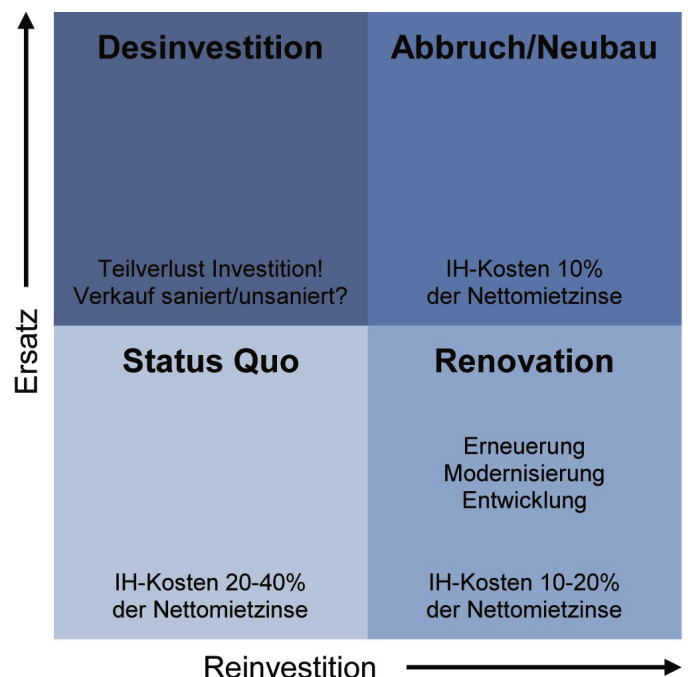 Desinvestition
Teilverlust Investition!
Verkauf saniert/unsaniert?
Abbruch/Neubau
IH-Kosten 10%
der Nettomietzinse
Ersatz
Status Quo
IH-Kosten 20-40%
der Nettomietzinse
Renovation
Erneuerung
Modernisierung
Entwicklung
IH-Kosten 10-20%
der Nettomietzinse
Reinvestition